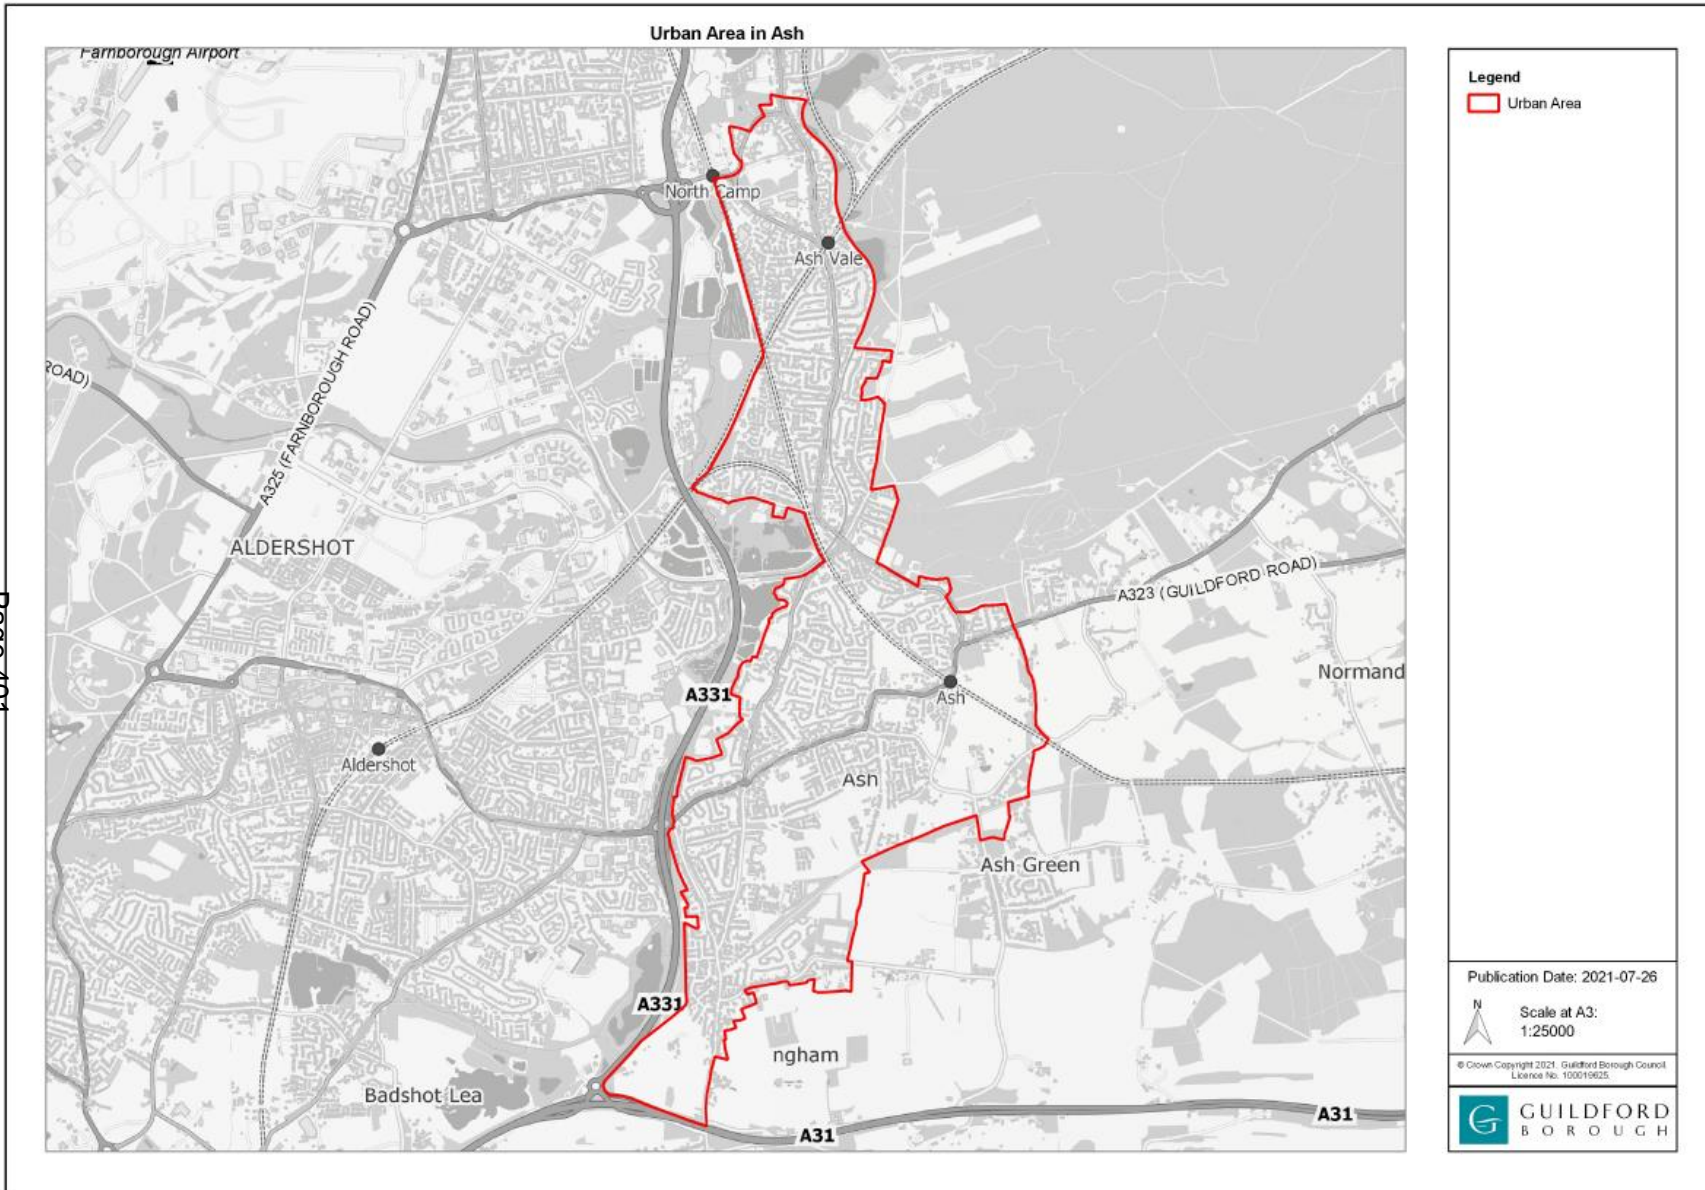 Urban Area in Ash
Farnborough Airport
North Camp
Ash Vale
ROAD)
A325 (FARNBOROUGH ROAD)
ALDERSHOT
A323 (GUILDFORD ROAD)
Normand
A331
Ash
Aldershot
Ash
Ash Green
A331
ngham
Badshot Lea
A31
A31
Legend
Urban Area
Publication Date: 2021-07-26
N
Scale at A3:
1:25000
© Crown Copyright 2021. Guildford Borough Council.
Licence No. 100019625.
G
GUILDFORD
BOROUGH